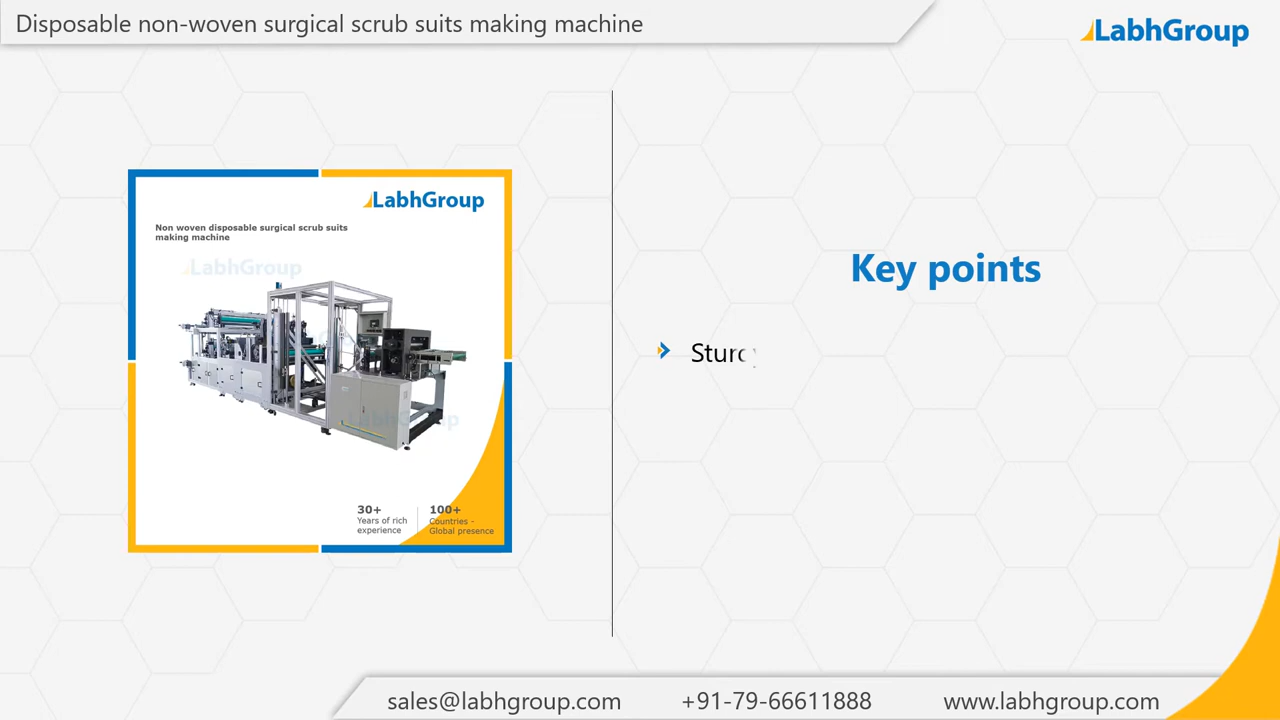 Disposable non-woven surgical scrub suits making machine
LabhGroup
LabhGroup
Non woven disposable surgical scrub suits
making machine
LabhGroup
LabhGroup
30+
Years of rich
experience
100+
Countries -
Global presence
Key points
sales@labhgroup.com
+91-79-66611888
www.labhgroup.com